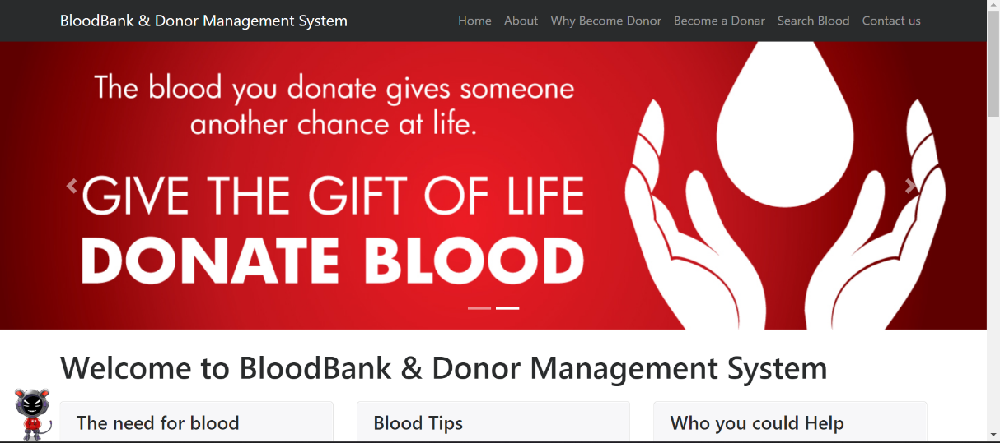 BloodBank & Donor Management System
Home About Why Become Donor Become a Donar Search Blood Contact us
The blood you donate gives someone
another chance at life.
GIVE THE GIFT OF LIFE
DONATE BLOOD
Welcome to BloodBank & Donor Management System
The need for blood
Blood Tips
Who you could Help